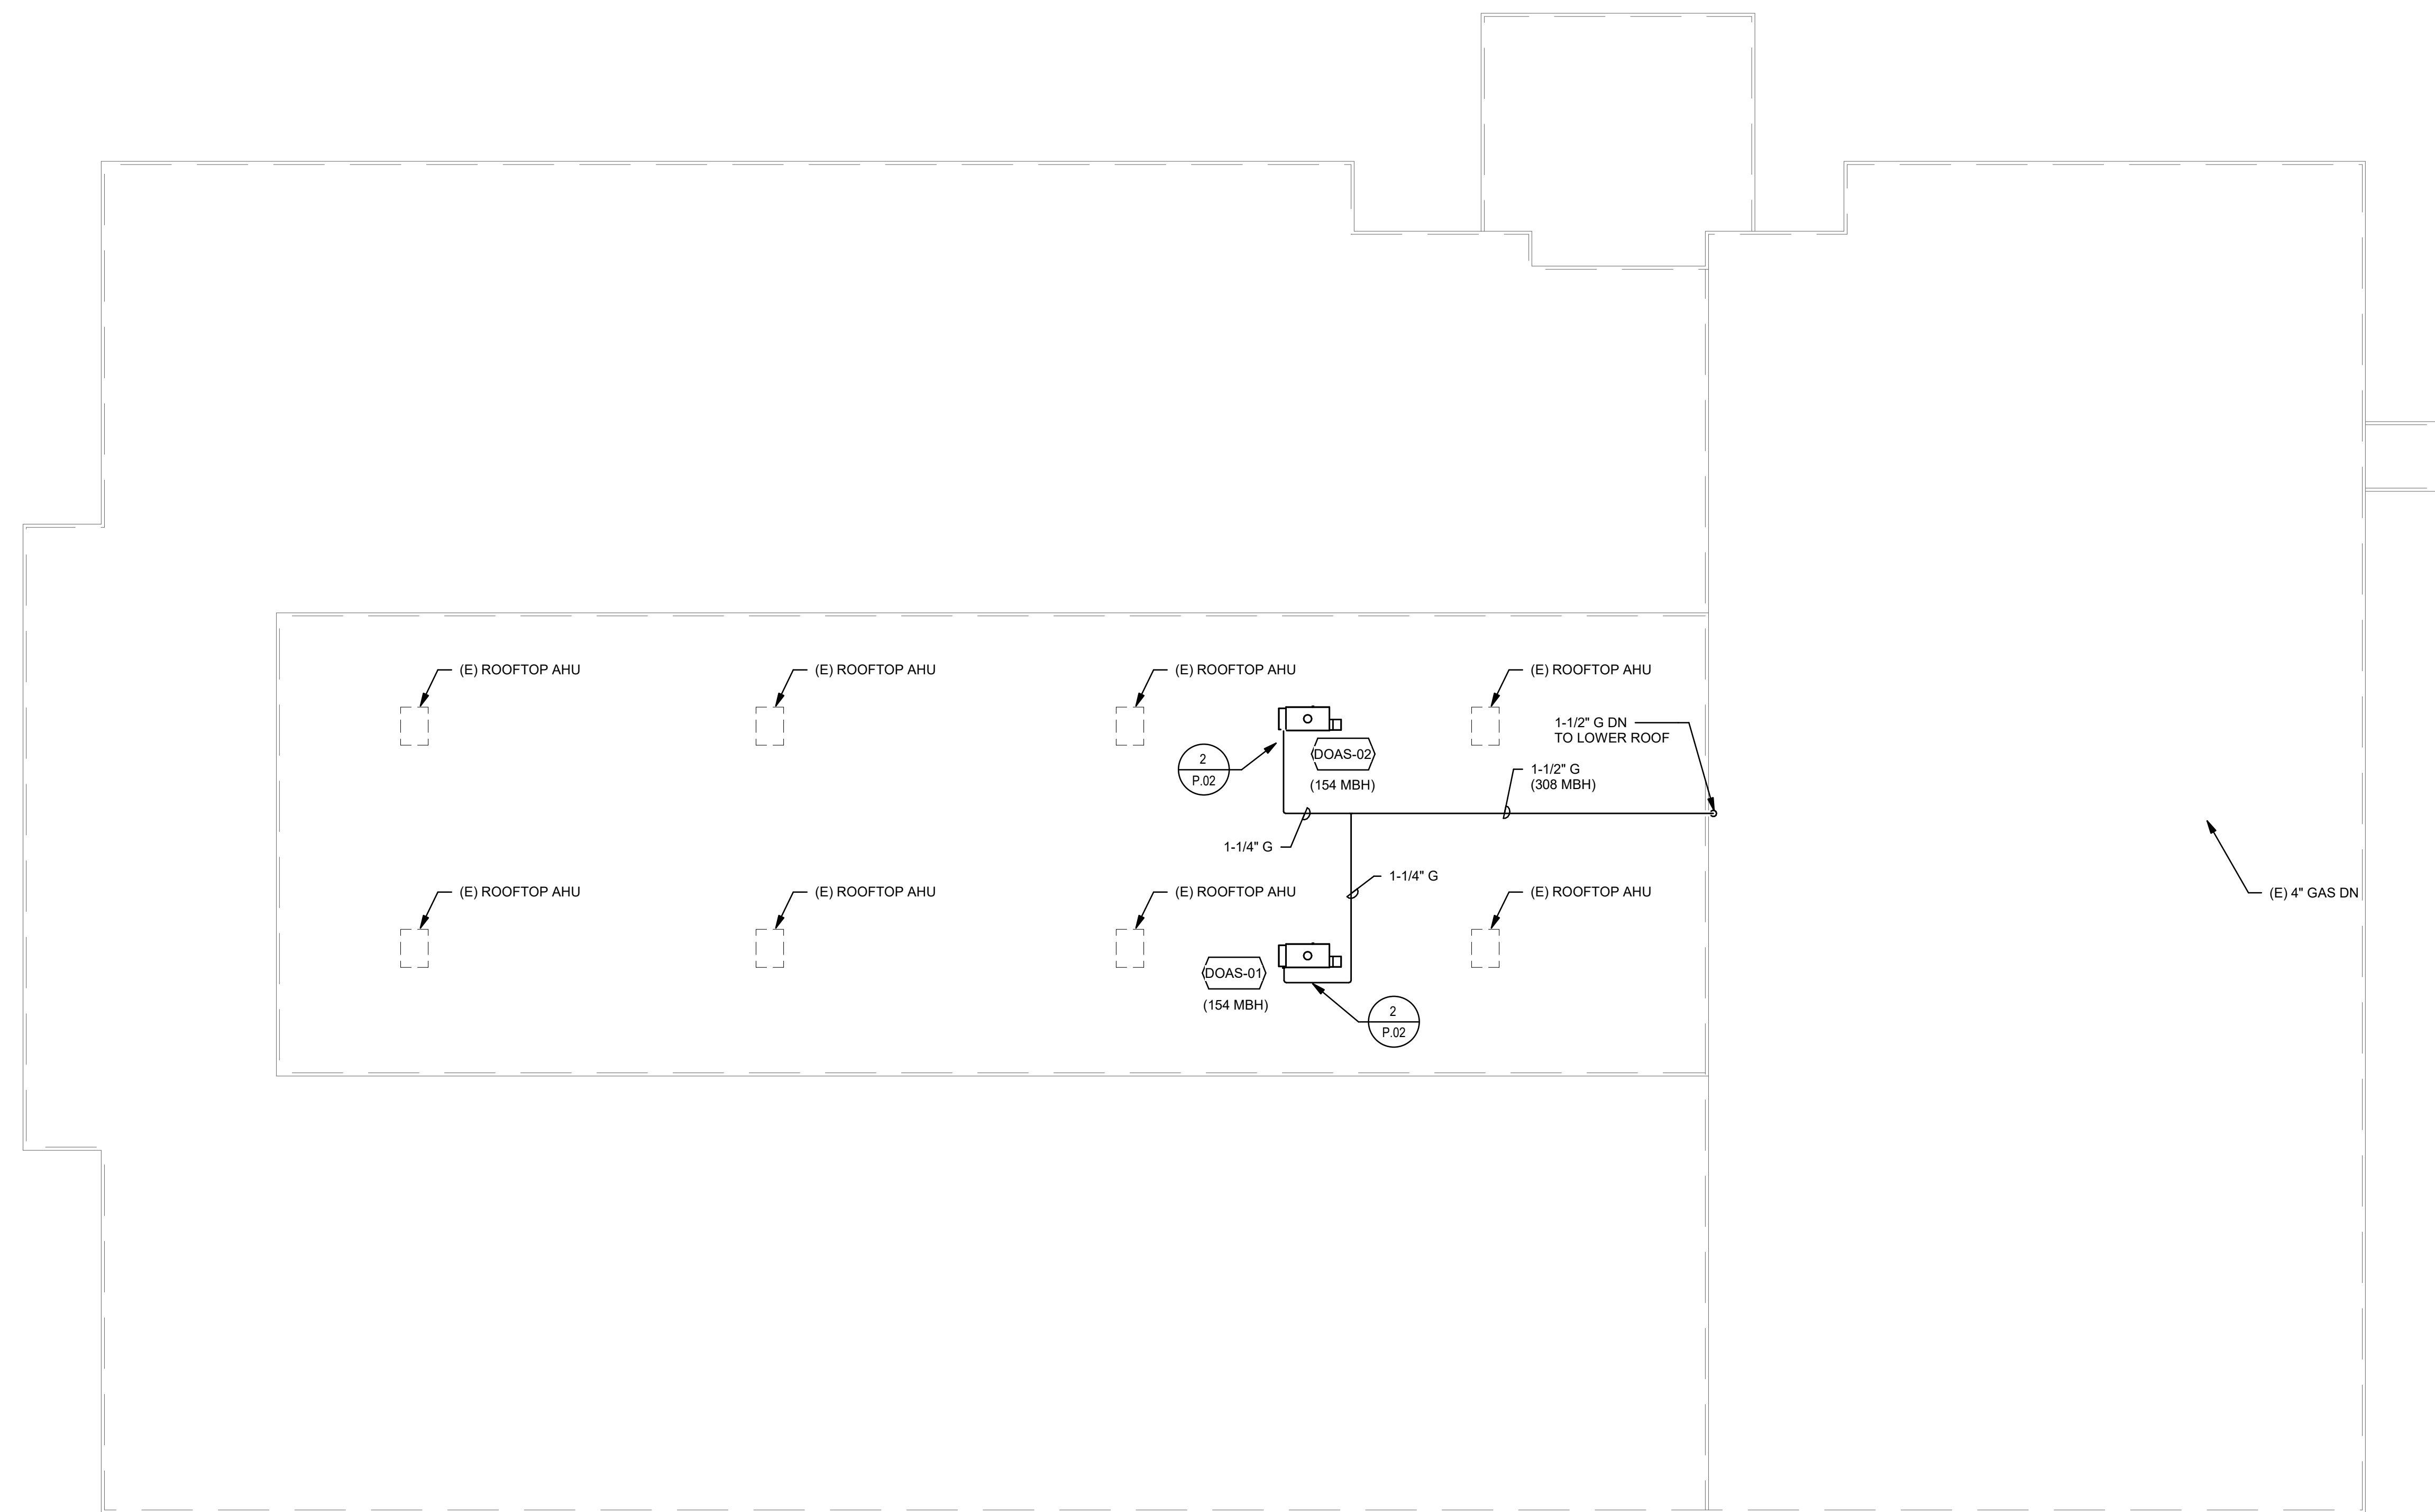 (E) ROOFTOP AHU
(E) ROOFTOP AHU
(E) ROOFTOP AHU
(E) ROOFTOP AHU
1-1/2" G DN
TO LOWER ROOF
2
P.02
DOAS-02
(154 MBH)
1-1/2" G
(308 MBH)
1-1/4" G
1-1/4" G
(E) ROOFTOP AHU
(E) ROOFTOP AHU
(E) ROOFTOP AHU
(E) ROOFTOP AHU
(E) 4" GAS DN
DOAS-01
(154 MBH)
2
P.02